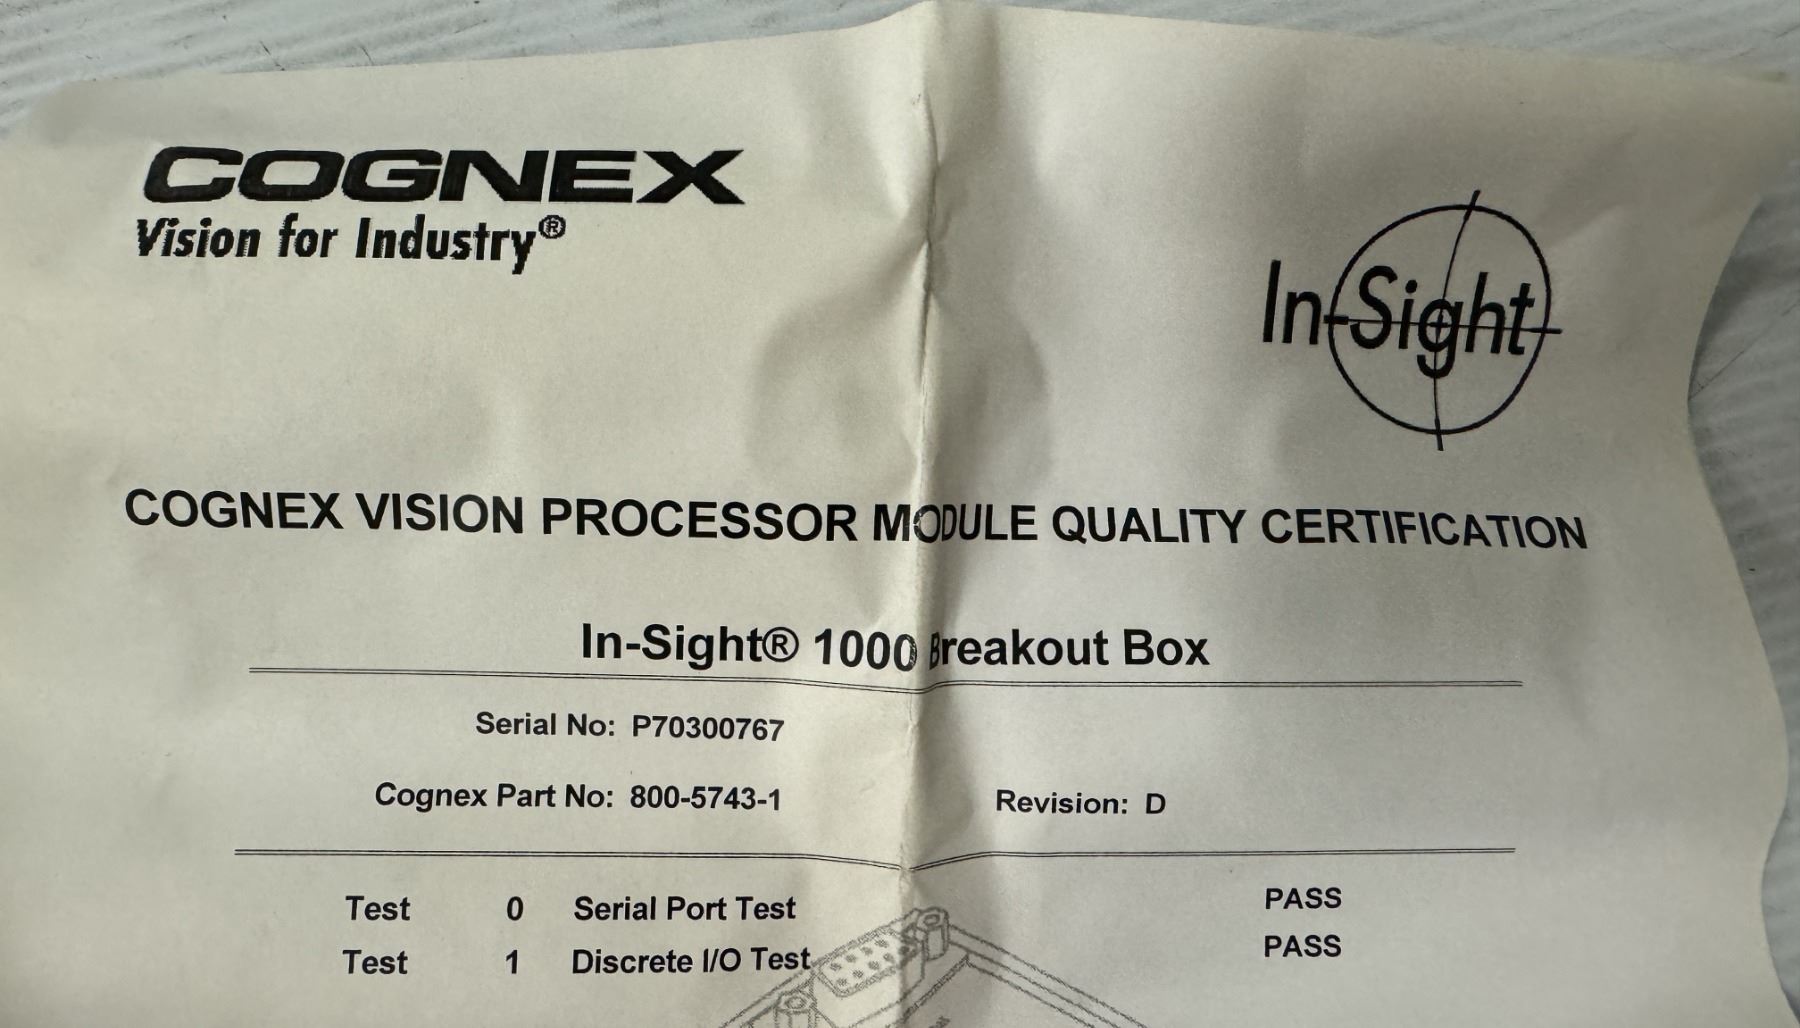 COGNEX
Vision for Industry®
In-Sight
COGNEX VISION PROCESSOR MODULE QUALITY CERTIFICATION
In-Sight® 1000 Breakout Box
Serial No: P70300767
Cognex Part No: 800-5743-1 Revision: D
Test 0 Serial Port Test PASS
Test 1 Discrete I/O Test PASS